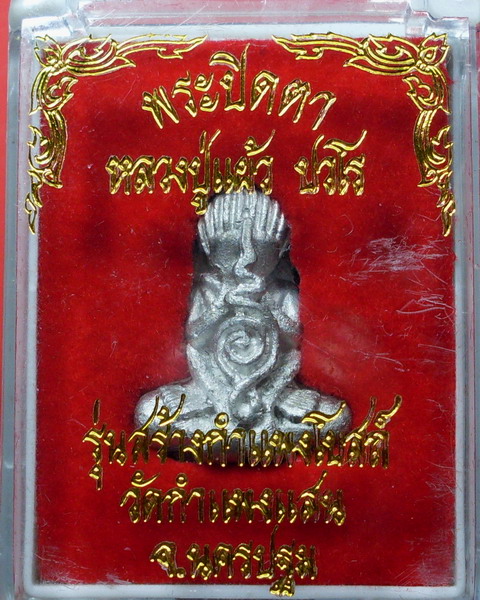 พระปิดตา
หลวงปู่แผ้ว ปวโร
รุ่นสร้างกำแพงโบสถ์
วัดกำแพงแสน
จ.นครปฐม